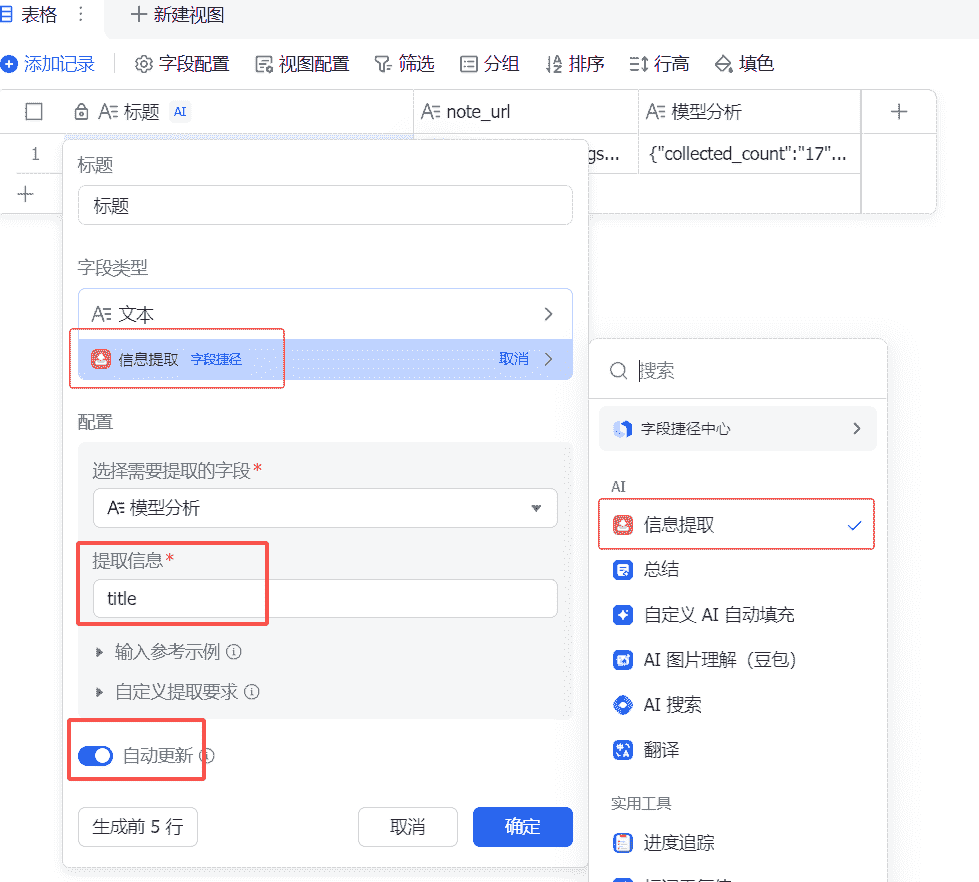 表格
新建视图
添加记录 字段配置 视图配置 筛选 分组 排序 行高 填色
标题 AI note_url 模型分析
1 gs... {"collected_count":"17"...
标题
标题
字段类型
文本
信息提取 字段捷径 取消
配置
选择需要提取的字段*
模型分析
提取信息*
title
输入参考示例
自定义提取要求
自动更新
生成前 5 行 取消 确定
搜索
字段捷径中心
AI
信息提取
总结
自定义 AI 自动填充
AI 图片理解（豆包）
AI 搜索
翻译
实用工具
进度追踪